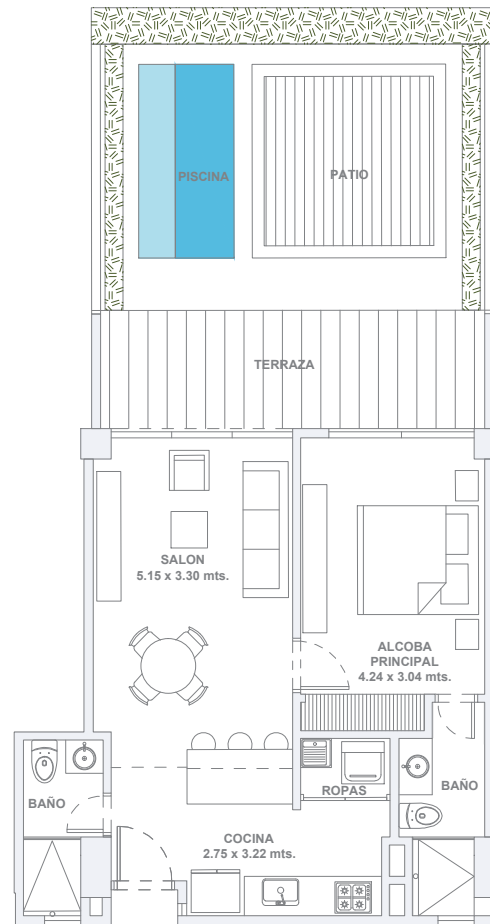 PISCINA
PATIO
TERRAZA
SALON
5.15 x 3.30 mts.
ALCOBA
PRINCIPAL
4.24 x 3.04 mts.
BAÑO
ROPAS
BAÑO
COCINA
2.75 x 3.22 mts.